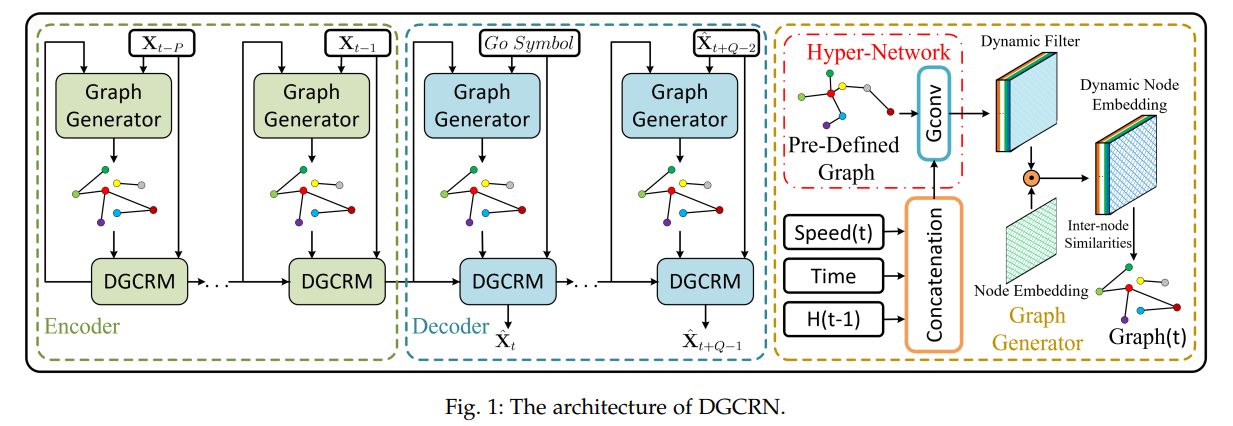 X_{t-P}
X_{t-1}
Go Symbol
X̂_{t+Q-2}
Graph
Generator
...
Graph
Generator
Graph
Generator
...
Graph
Generator
DGCRM
DGCRM
DGCRM
DGCRM
Encoder
Decoder
X̂_t
X̂_{t+Q-1}
Hyper-Network
Pre-Defined
Graph
Gconv
Dynamic Filter
Dynamic Node
Embedding
Speed(t)
Time
H(t-1)
Concatenation
Node Embedding
Inter-node
Similarities
Graph
Generator
Graph(t)
Fig. 1: The architecture of DGCRN.